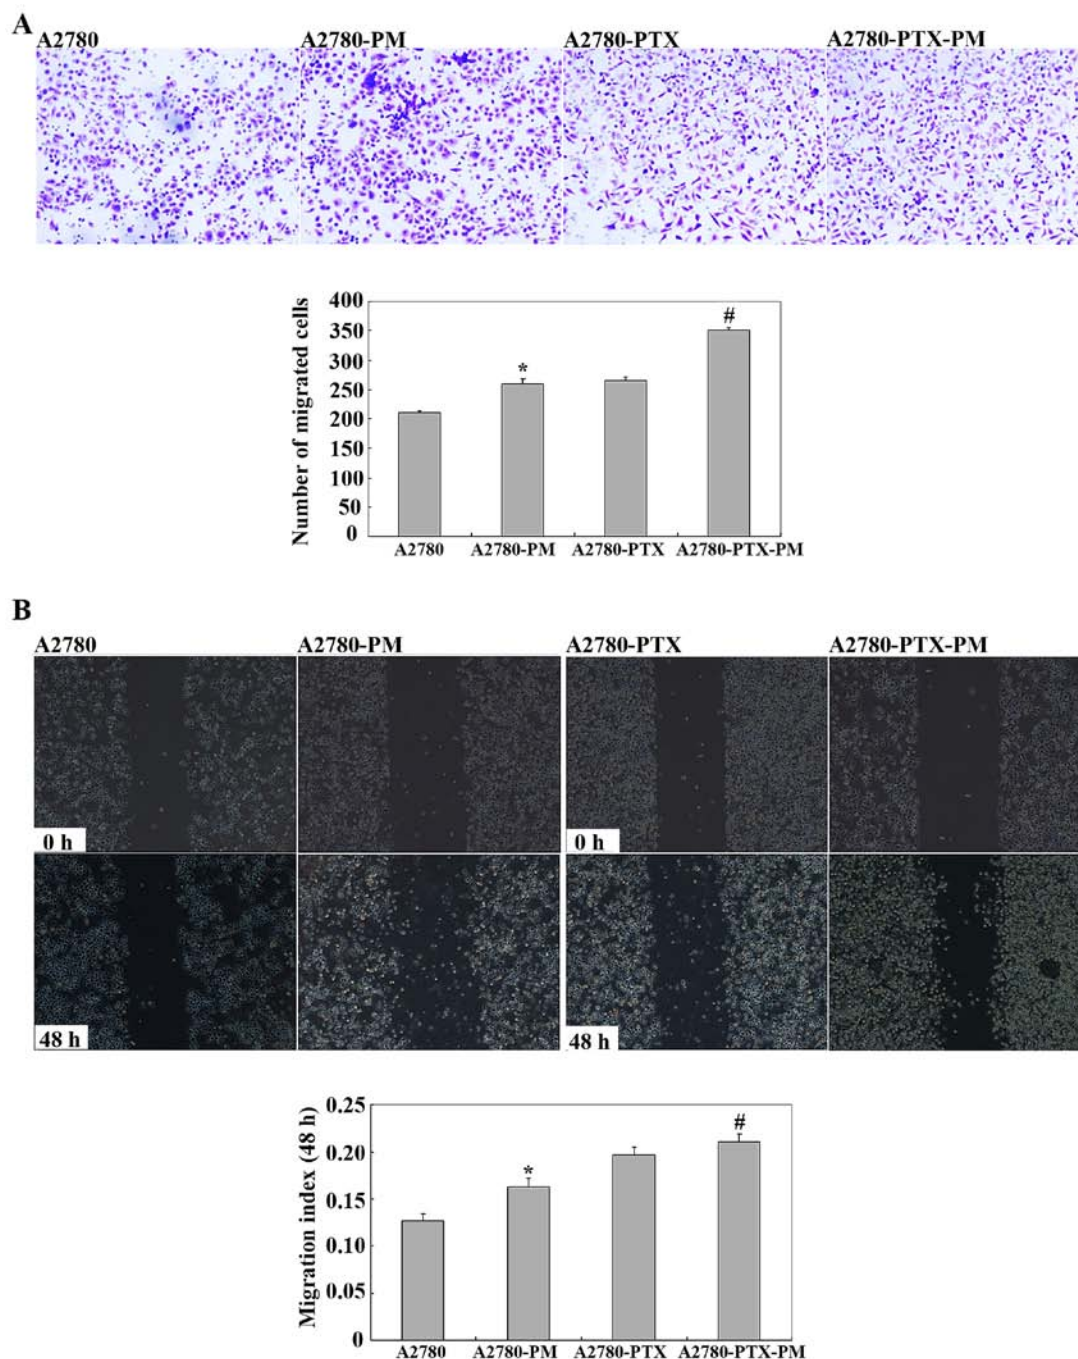 A
A2780 A2780-PM A2780-PTX A2780-PTX-PM
Number of migrated cells
400
350
300
250
200
150
100
50
0
*
#
A2780 A2780-PM A2780-PTX A2780-PTX-PM
B
A2780 A2780-PM A2780-PTX A2780-PTX-PM
0 h 0 h
48 h 48 h
Migration index (48 h)
0.25
0.20
0.15
0.10
0.05
0
*
#
A2780 A2780-PM A2780-PTX A2780-PTX-PM